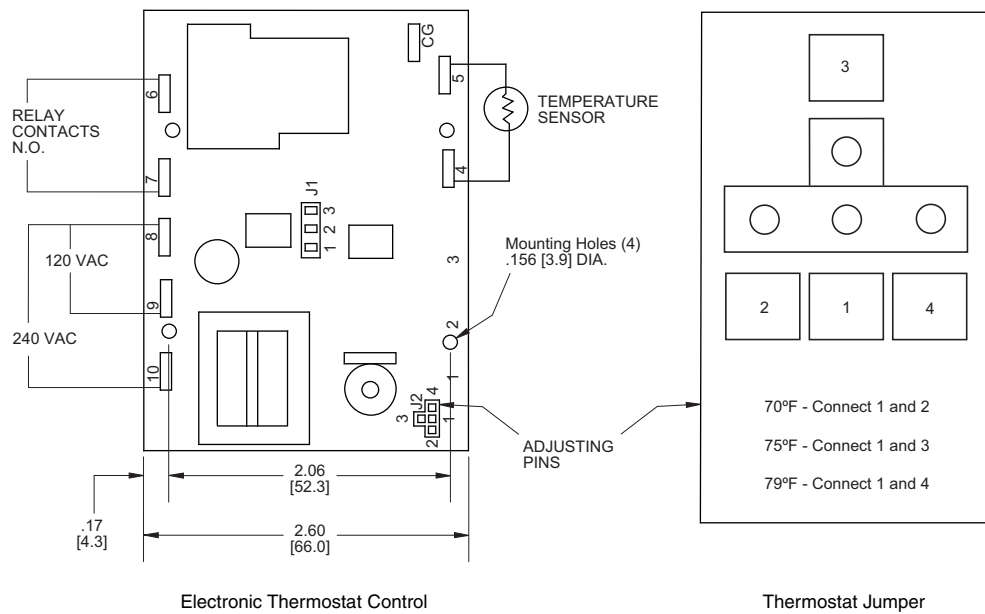 CG
5
6
RELAY
CONTACTS
N.O.
TEMPERATURE
SENSOR
7
4
J1
3
2
1
8
120 VAC
9
240 VAC
10
Mounting Holes (4)
.156 [3.9] DIA.
3
2
1
J2
4
3
1
2
ADJUSTING
PINS
2.06
[52.3]
.17
[4.3]
2.60
[66.0]
Electronic Thermostat Control
3
2
1
4
70ºF - Connect 1 and 2
75ºF - Connect 1 and 3
79ºF - Connect 1 and 4
Thermostat Jumper